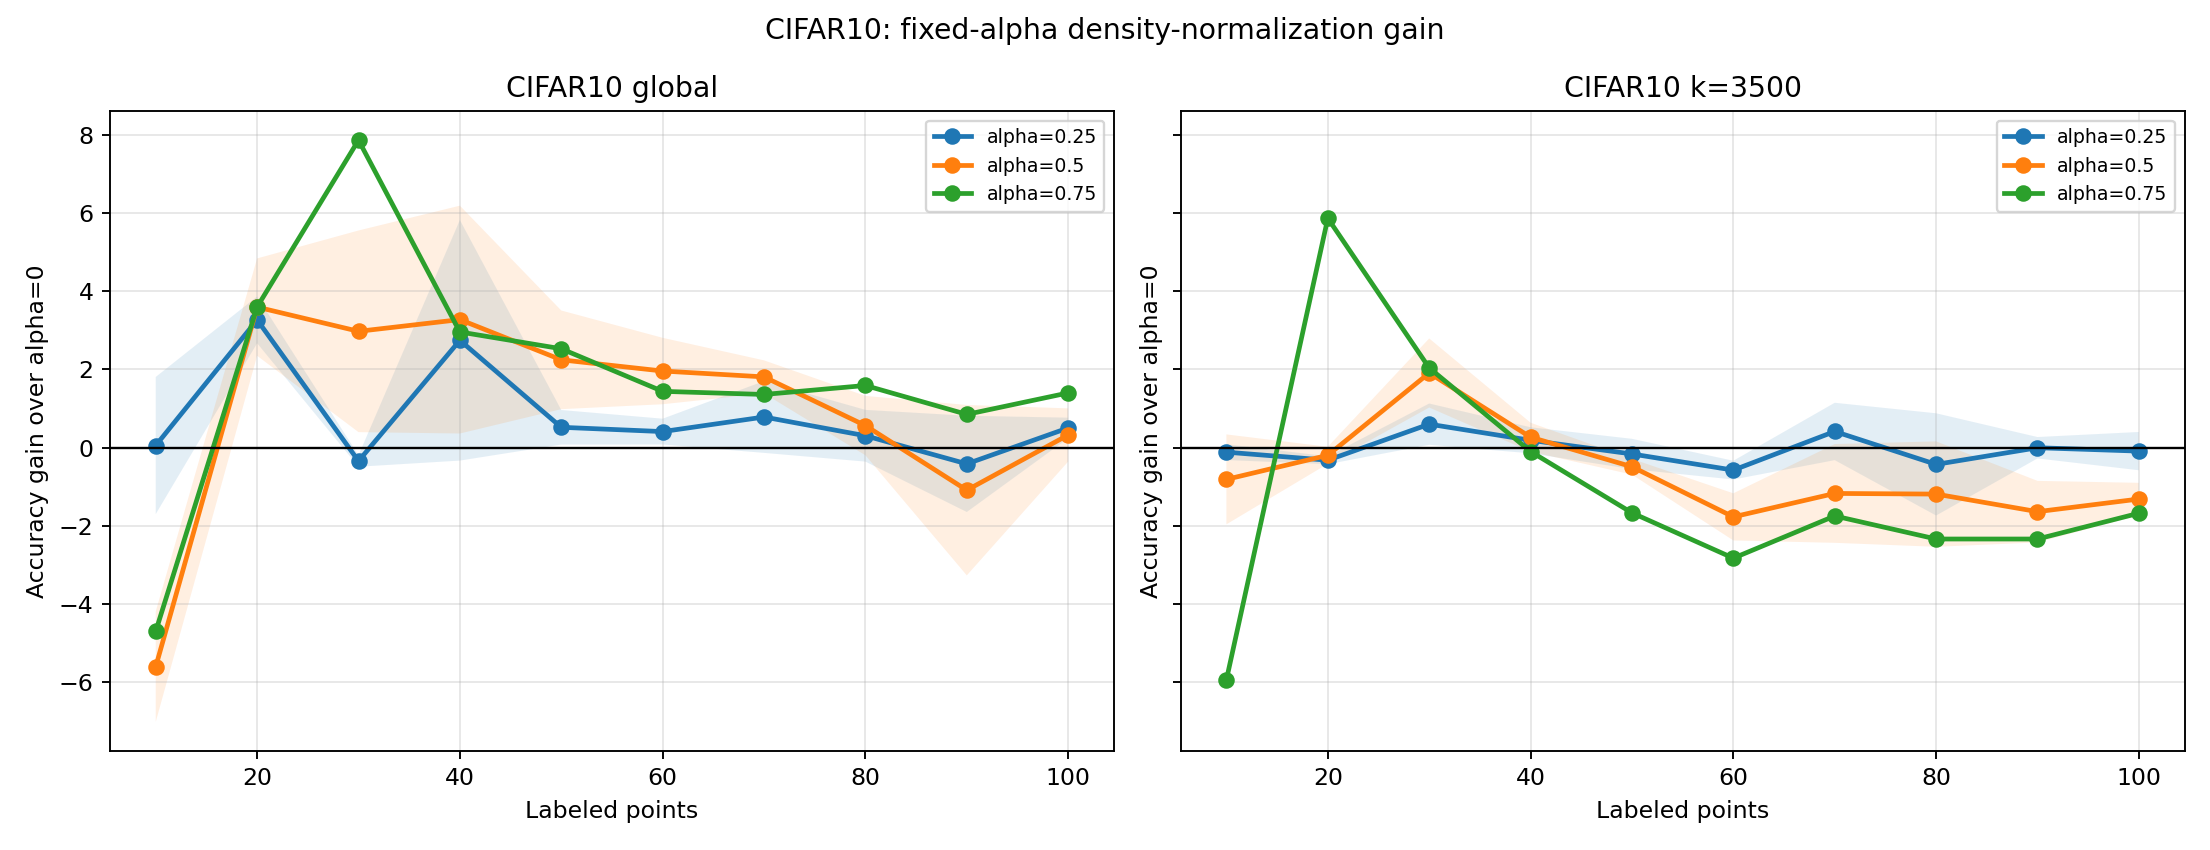 CIFAR10: fixed-alpha density-normalization gain
CIFAR10 global
Accuracy gain over alpha=0
8
6
4
2
0
−2
−4
−6
alpha=0.25
alpha=0.5
alpha=0.75
20
40
60
80
100
Labeled points
CIFAR10 k=3500
Accuracy gain over alpha=0
alpha=0.25
alpha=0.5
alpha=0.75
20
40
60
80
100
Labeled points